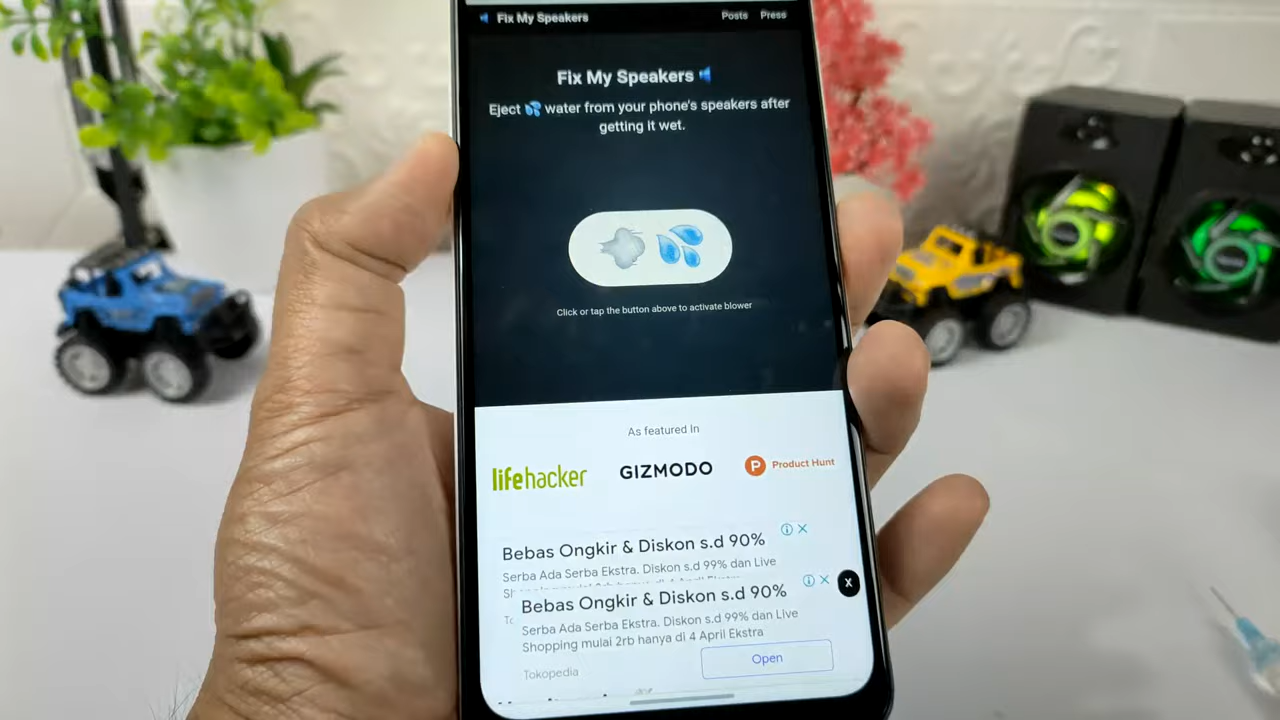 Fix My Speakers
Posts Press
Fix My Speakers
Eject 💦 water from your phone's speakers after
getting it wet.
Click or tap the button above to activate blower
As featured In
lifehacker
GIZMODO
P Product Hunt
Bebas Ongkir & Diskon s.d 90%
Serba Ada Serba Ekstra. Diskon s.d 99% dan Live
Bebas Ongkir & Diskon s.d 90%
X
Serba Ada Serba Ekstra. Diskon s.d 99% dan Live
Shopping mulai 2rb hanya di 4 April Ekstra
Tokopedia
Open